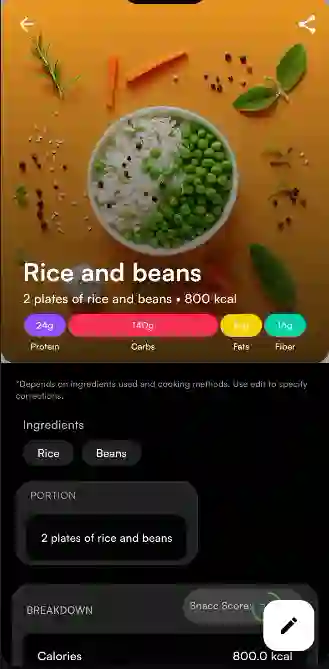 Rice and beans
2 plates of rice and beans • 800 kcal
24g 140g 16g
Protein Carbs Fats Fiber
*Depends on ingredients used and cooking methods. Use edit to specify
corrections.
Ingredients
Rice Beans
PORTION
2 plates of rice and beans
BREAKDOWN Snacc Score:
Calories 800.0 kcal